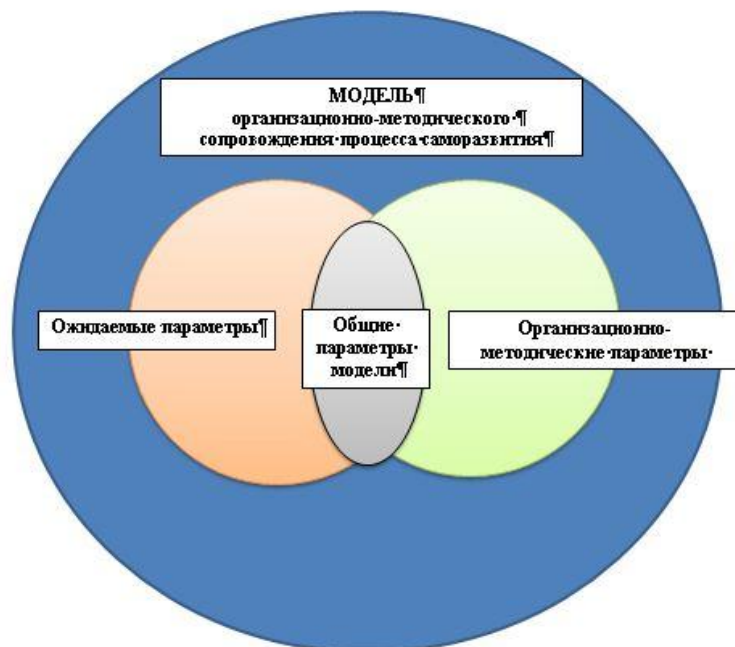 МОДЕЛЬ¶
организационно-методического·¶
сопровождения·процесса·саморазвития¶
Ожидаемые·параметры¶
Общие·
параметры·
модели¶
Организационно-
методические·параметры·